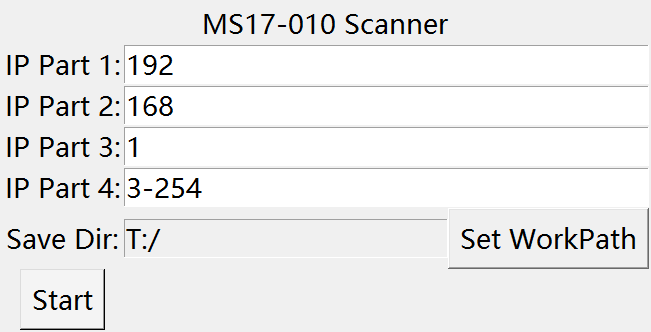 MS17-010 Scanner
IP Part 1: 192
IP Part 2: 168
IP Part 3: 1
IP Part 4: 3-254
Save Dir: T:/ Set WorkPath
Start